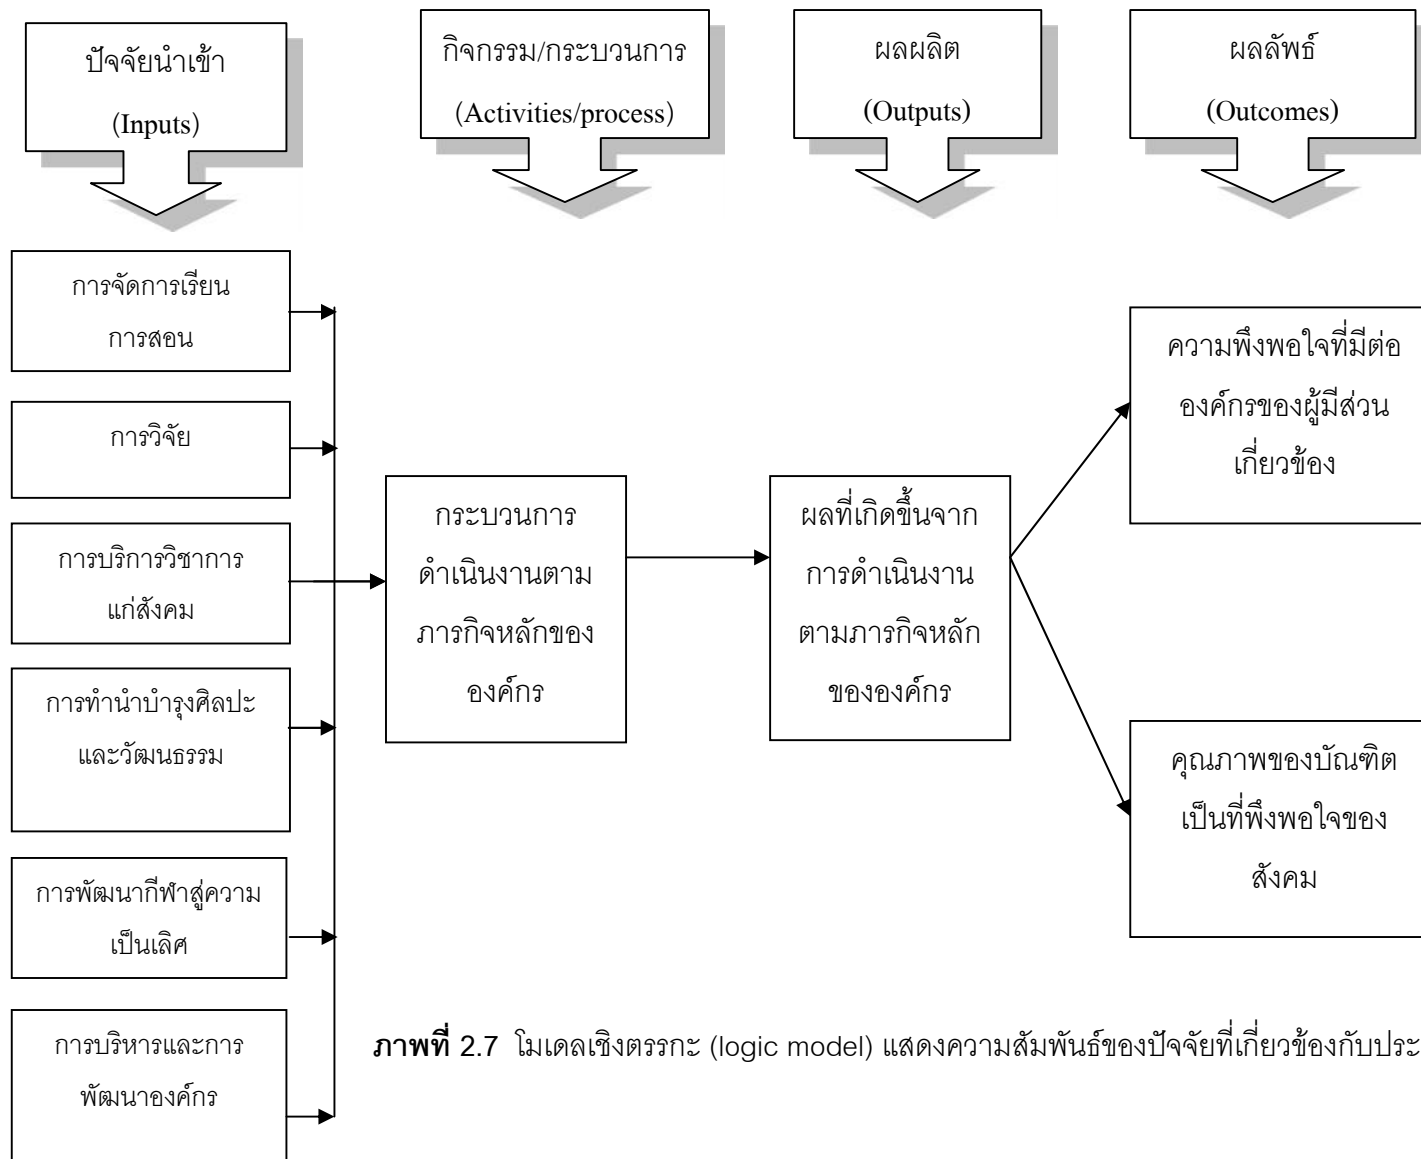 ปัจจัยนำเข้า
(Inputs)
กิจกรรม/กระบวนการ
(Activities/process)
ผลผลิต
(Outputs)
ผลลัพธ์
(Outcomes)
การจัดการเรียน
การสอน
การวิจัย
การบริการวิชาการ
แก่สังคม
การทำนำบำรุงศิลปะ
และวัฒนธรรม
การพัฒนากีฬาสู่ความ
เป็นเลิศ
การบริหารและการ
พัฒนาองค์กร
กระบวนการ
ดำเนินงานตาม
ภารกิจหลักของ
องค์กร
ผลที่เกิดขึ้นจาก
การดำเนินงาน
ตามภารกิจหลัก
ขององค์กร
ความพึงพอใจที่มีต่อ
องค์กรของผู้มีส่วน
เกี่ยวข้อง
คุณภาพของบัณฑิต
เป็นที่พึงพอใจของ
สังคม
ภาพที่ 2.7 โมเดลเชิงตรรกะ (logic model) แสดงความสัมพันธ์ของปัจจัยที่เกี่ยวข้องกับประ